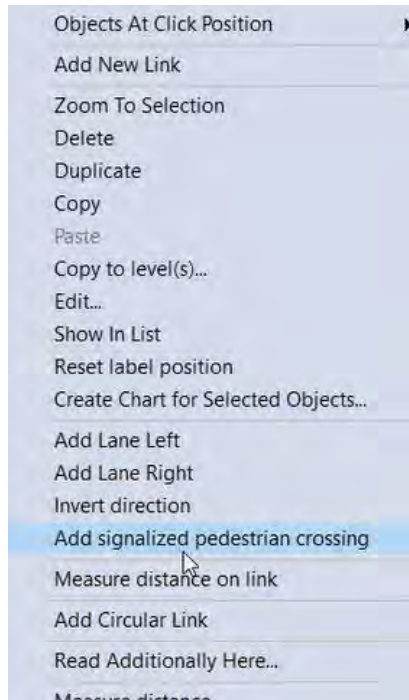 Objects At Click Position
Add New Link
Zoom To Selection
Delete
Duplicate
Copy
Paste
Copy to level(s)...
Edit...
Show In List
Reset label position
Create Chart for Selected Objects...
Add Lane Left
Add Lane Right
Invert direction
Add signalized pedestrian crossing
Measure distance on link
Add Circular Link
Read Additionally Here...
Measure distance